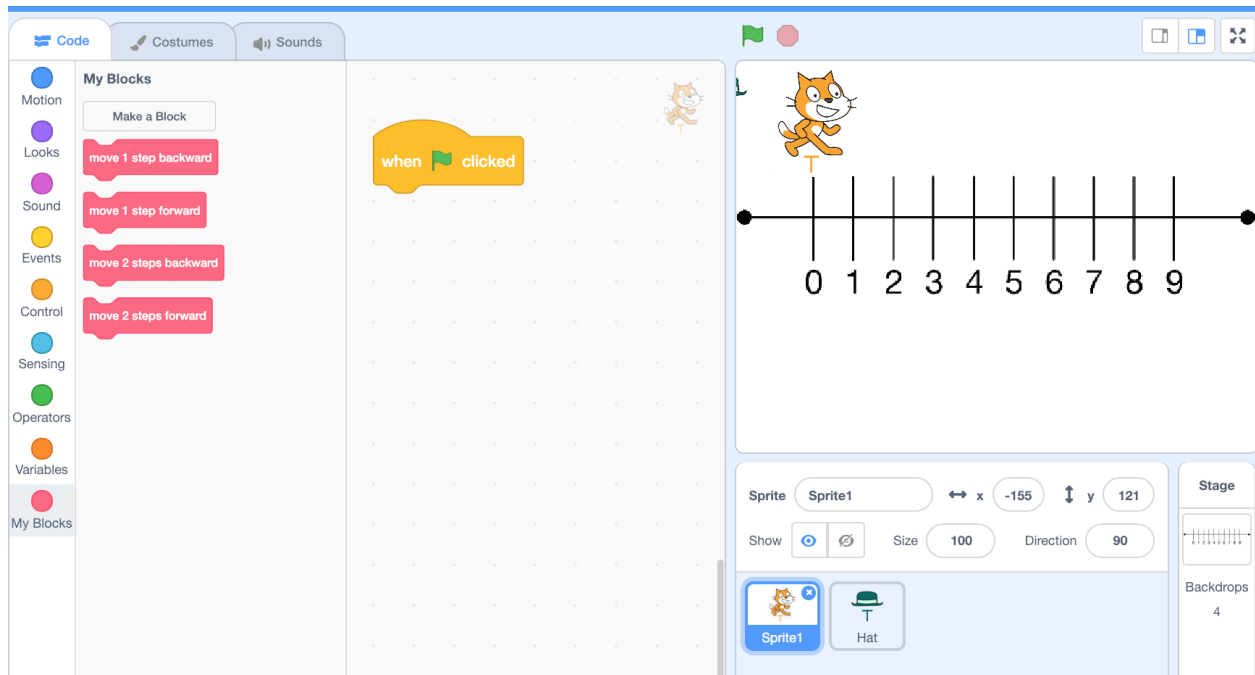 Code
Costumes
Sounds
Motion
Looks
Sound
Events
Control
Sensing
Operators
Variables
My Blocks
My Blocks
Make a Block
move 1 step backward
move 1 step forward
move 2 steps backward
move 2 steps forward
when clicked
0 1 2 3 4 5 6 7 8 9
Sprite Sprite1 x -155 y 121
Show Size 100 Direction 90
Sprite1
Hat
Stage
Backdrops
4